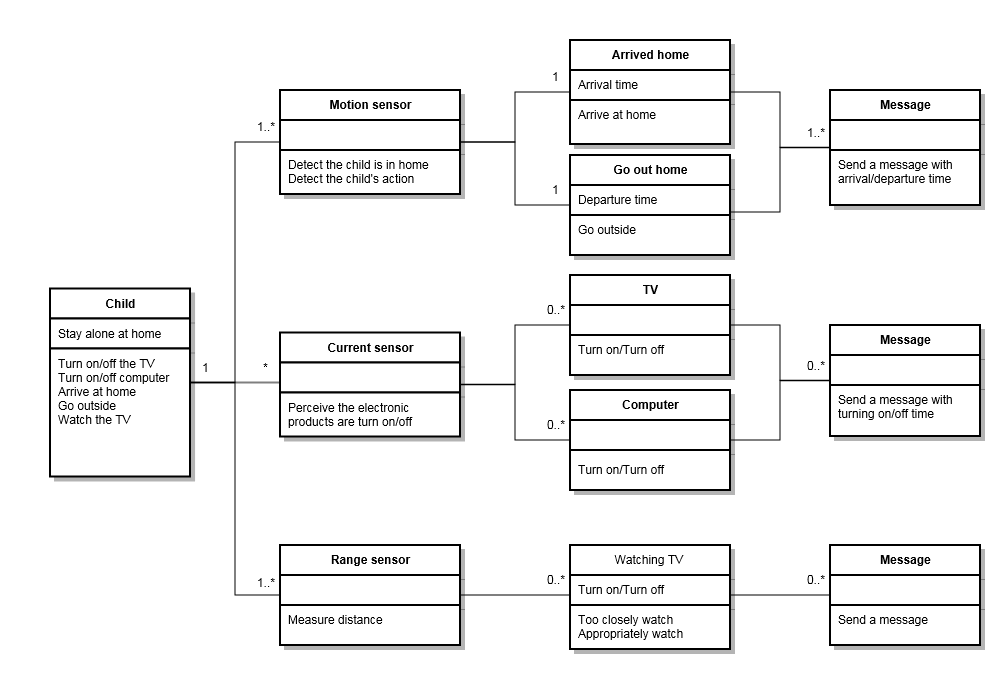 Child
Stay alone at home
Turn on/off the TV
Turn on/off computer
Arrive at home
Go outside
Watch the TV
1
1..*
*
1..*
Motion sensor
Detect the child is in home
Detect the child's action
1
1
Arrived home
Arrival time
Arrive at home
Go out home
Departure time
Go outside
1..*
Message
Send a message with
arrival/departure time
Current sensor
Perceive the electronic
products are turn on/off
0..*
0..*
TV
Turn on/Turn off
Computer
Turn on/Turn off
0..*
Message
Send a message with
turning on/off time
Range sensor
Measure distance
0..*
Watching TV
Turn on/Turn off
Too closely watch
Appropriately watch
0..*
Message
Send a message